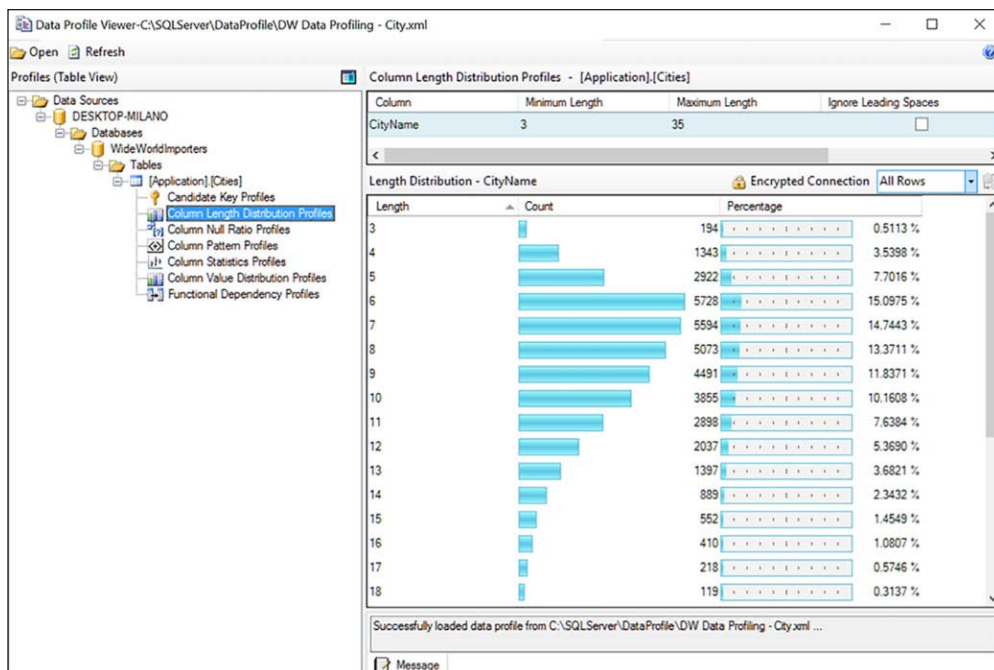 Data Profile Viewer-C:\SQLServer\DataProfile\DW Data Profiling - City.xml
Open Refresh
Profiles (Table View)
Data Sources
DESKTOP-MILANO
Databases
WideWorldImporters
Tables
[Application].[Cities]
Candidate Key Profiles
Column Length Distribution Profiles
Column Null Ratio Profiles
Column Pattern Profiles
Column Statistics Profiles
Column Value Distribution Profiles
Functional Dependency Profiles
Column Length Distribution Profiles - [Application].[Cities]
Column Minimum Length Maximum Length Ignore Leading Spaces
CityName 3 35
Length Distribution - CityName Encrypted Connection All Rows
Length Count Percentage
3 194 0.5113 %
4 1343 3.5398 %
5 2922 7.7016 %
6 5728 15.0975 %
7 5594 14.7443 %
8 5073 13.3711 %
9 4491 11.8371 %
10 3855 10.1608 %
11 2898 7.6384 %
12 2037 5.3690 %
13 1397 3.6821 %
14 889 2.3432 %
15 552 1.4549 %
16 410 1.0807 %
17 218 0.5746 %
18 119 0.3137 %
Successfully loaded data profile from C:\SQLServer\DataProfile\DW Data Profiling - City.xml ...
Message